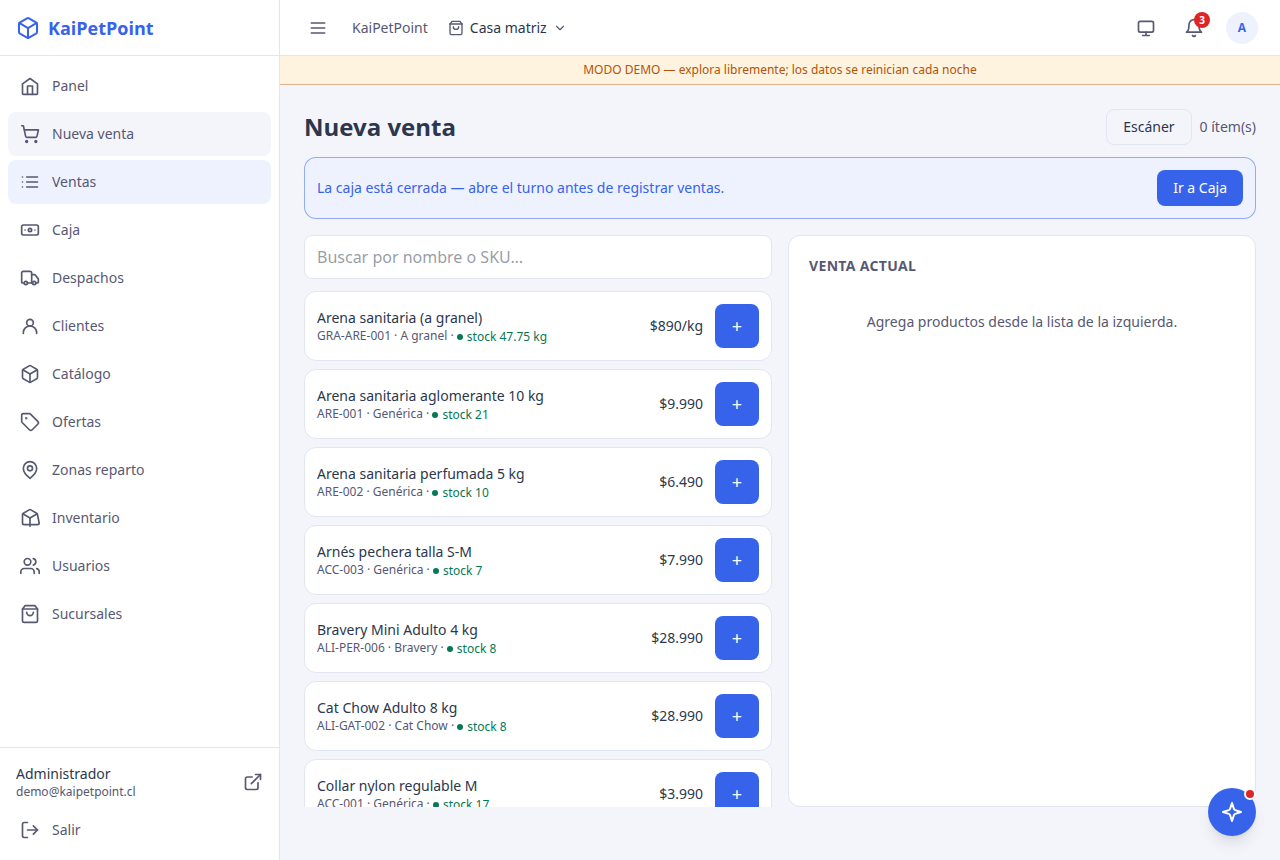 KaiPetPoint
Panel
Nueva venta
Ventas
Caja
Despachos
Clientes
Catálogo
Ofertas
Zonas reparto
Inventario
Usuarios
Sucursales
Administrador
demo@kaipetpoint.cl
Salir
KaiPetPoint Casa matriz
3
A
MODO DEMO — explora libremente; los datos se reinician cada noche
Nueva venta
Escáner 0 ítem(s)
La caja está cerrada — abre el turno antes de registrar ventas. Ir a Caja
Buscar por nombre o SKU...
Arena sanitaria (a granel)
GRA-ARE-001 · A granel · ● stock 47.75 kg
$890/kg +
Arena sanitaria aglomerante 10 kg
ARE-001 · Genérica · ● stock 21
$9.990 +
Arena sanitaria perfumada 5 kg
ARE-002 · Genérica · ● stock 10
$6.490 +
Arnés pechera talla S-M
ACC-003 · Genérica · ● stock 7
$7.990 +
Bravery Mini Adulto 4 kg
ALI-PER-006 · Bravery · ● stock 8
$28.990 +
Cat Chow Adulto 8 kg
ALI-GAT-002 · Cat Chow · ● stock 8
$28.990 +
Collar nylon regulable M
ACC-001 · Genérica · ● stock 17
$3.990 +
VENTA ACTUAL
Agrega productos desde la lista de la izquierda.